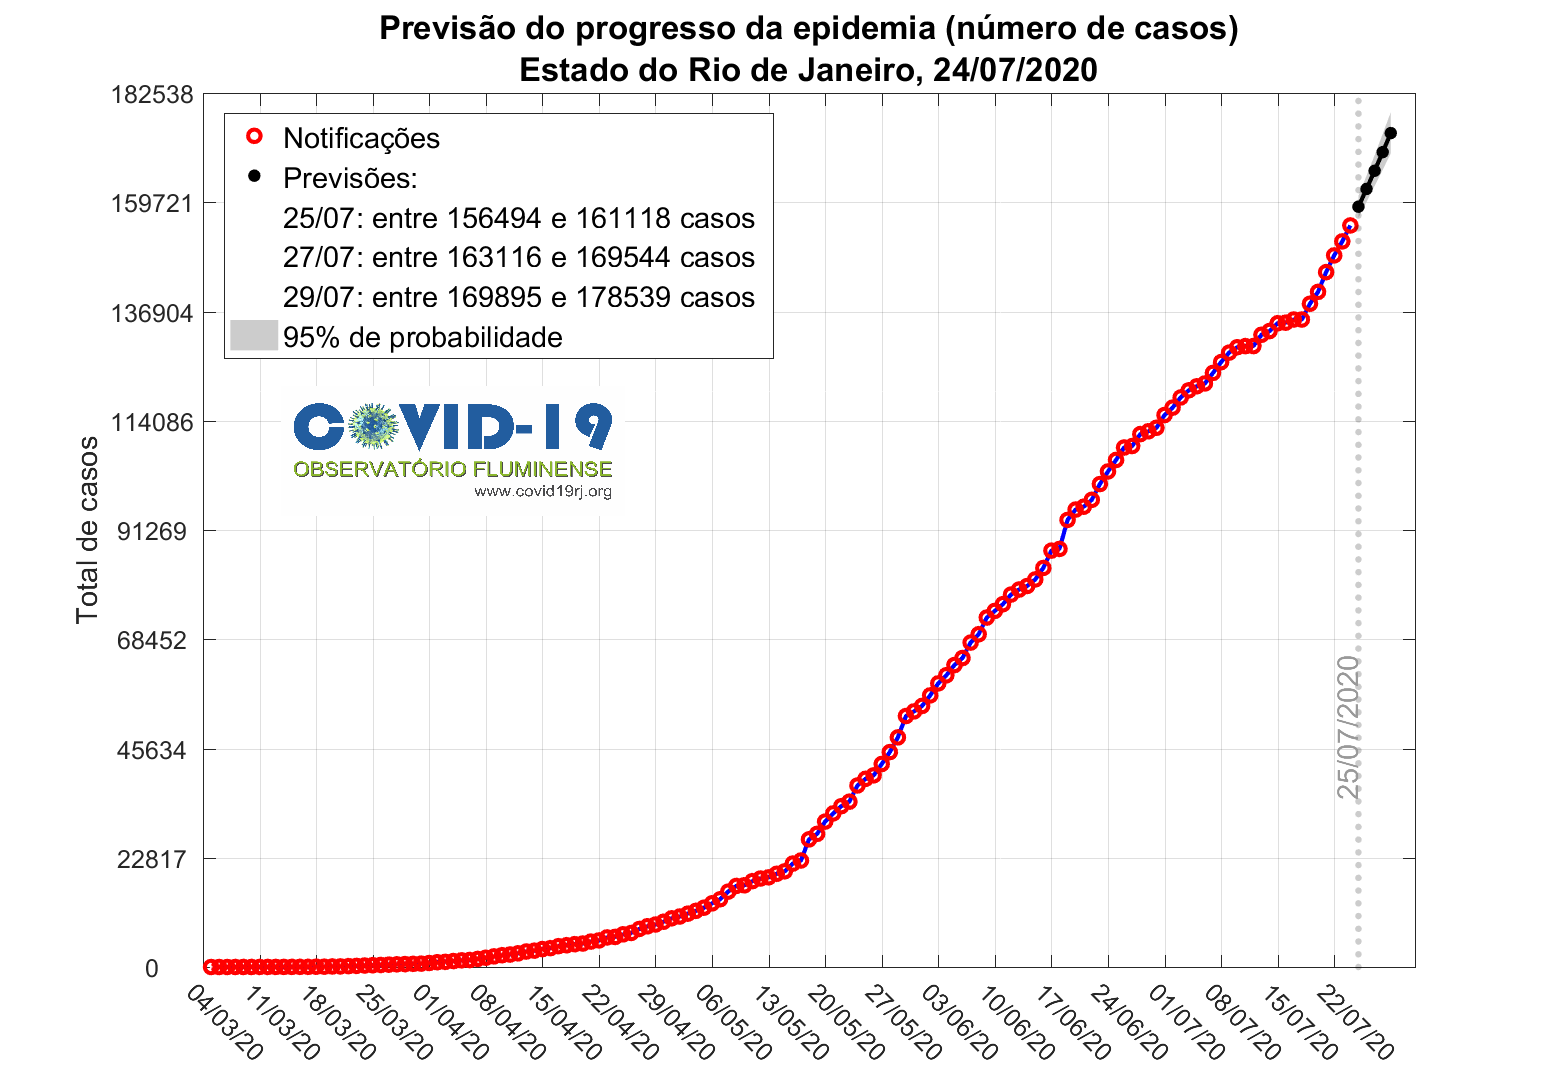 Previsão do progresso da epidemia (número de casos)
Estado do Rio de Janeiro, 24/07/2020
182538
159721
136904
114086
91269
68452
45634
22817
0
Total de casos
Notificações
Previsões:
25/07: entre 156494 e 161118 casos
27/07: entre 163116 e 169544 casos
29/07: entre 169895 e 178539 casos
95% de probabilidade
COVID-19
OBSERVATÓRIO FLUMINENSE
www.covid19rj.org
25/07/2020
04/03/20
11/03/20
18/03/20
25/03/20
01/04/20
08/04/20
15/04/20
22/04/20
29/04/20
06/05/20
13/05/20
20/05/20
27/05/20
03/06/20
10/06/20
17/06/20
24/06/20
01/07/20
08/07/20
15/07/20
22/07/20